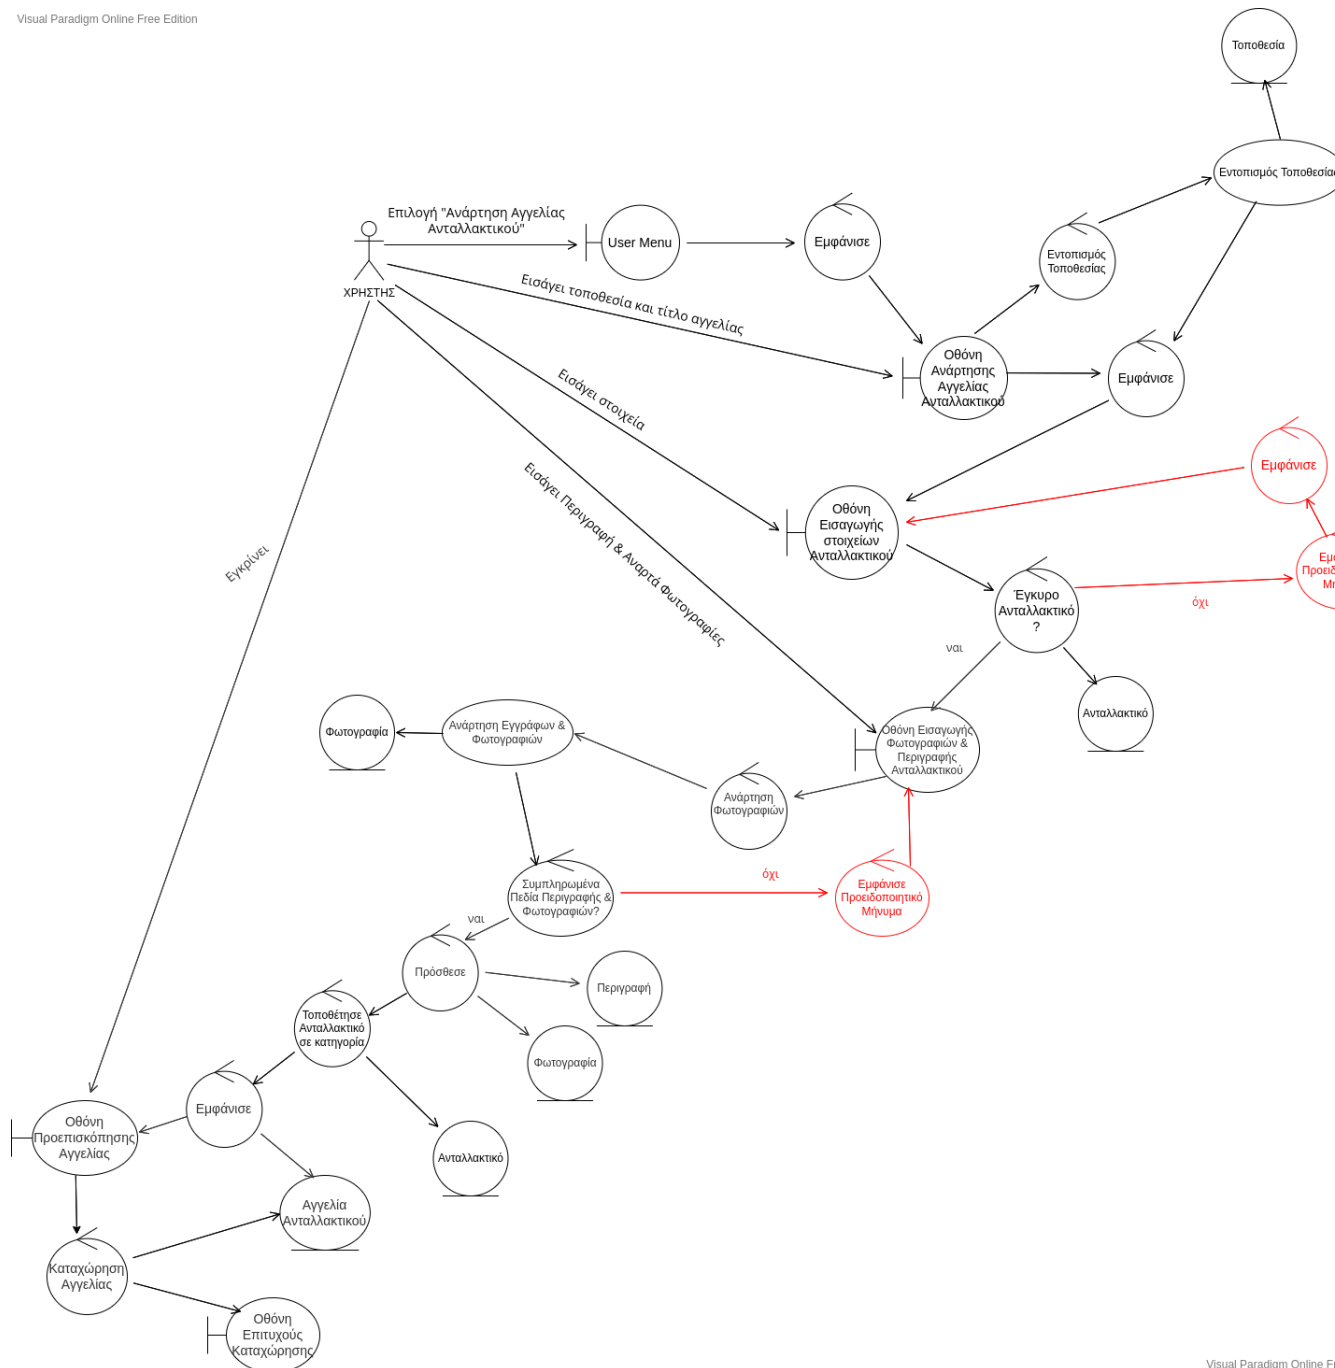 Visual Paradigm Online Free Edition
Τοποθεσία
Εντοπισμός Τοποθεσίας
Επιλογή "Ανάρτηση Αγγελίας
Ανταλλακτικού"
User Menu
Εμφάνισε
Εντοπισμός
Τοποθεσίας
ΧΡΗΣΤΗΣ
Εισάγει τοποθεσία και τίτλο αγγελίας
Οθόνη
Ανάρτησης
Αγγελίας
Ανταλλακτικού
Εμφάνισε
Εισάγει στοιχεία
Εμφάνισε
Εισάγει Περιγραφή & Αναρτά Φωτογραφίες
Οθόνη
Εισαγωγής
στοιχείων
Ανταλλακτικού
Εγκρίνει
Έγκυρο
Ανταλλακτικό
?
όχι
ναι
Ανταλλακτικό
Φωτογραφία
Ανάρτηση Εγγράφων &
Φωτογραφιών
Οθόνη Εισαγωγής
Φωτογραφιών &
Περιγραφής
Ανταλλακτικού
Ανάρτηση
Φωτογραφιών
Συμπληρωμένα
Πεδία Περιγραφής &
Φωτογραφιών?
όχι
Εμφάνισε
Προειδοποιητικό
Μήνυμα
ναι
Πρόσθεσε
Περιγραφή
Τοποθέτησε
Ανταλλακτικό
σε κατηγορία
Φωτογραφία
Εμφάνισε
Οθόνη
Προεπισκόπησης
Αγγελίας
Ανταλλακτικό
Αγγελία
Ανταλλακτικού
Καταχώρηση
Αγγελίας
Οθόνη
Επιτυχούς
Καταχώρησης
Visual Paradigm Online